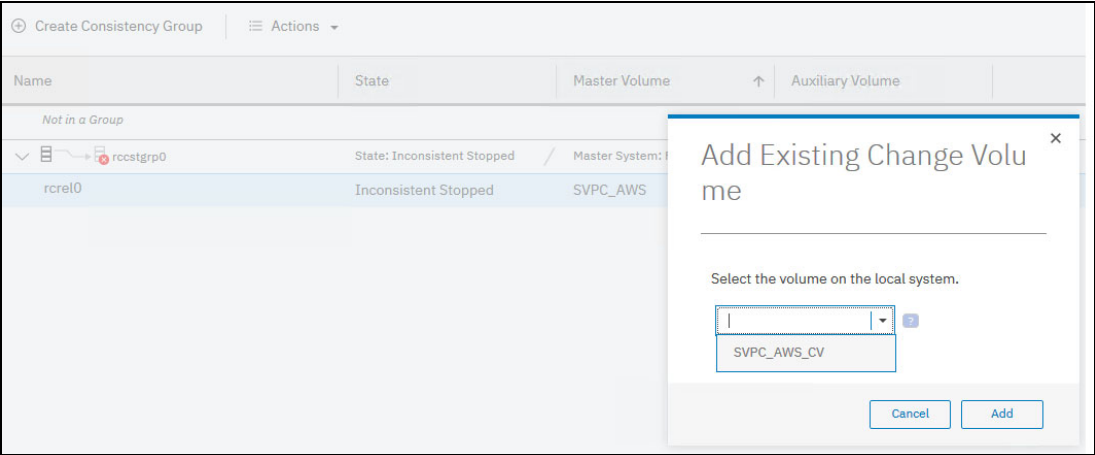 Create Consistency Group Actions
Name State Master Volume Auxiliary Volume
Not in a Group
rccstgrp0 State: Inconsistent Stopped Master System:
rcrel0 Inconsistent Stopped SVPC_AWS
Add Existing Change Volu
me
Select the volume on the local system.
?
SVPC_AWS_CV
Cancel Add